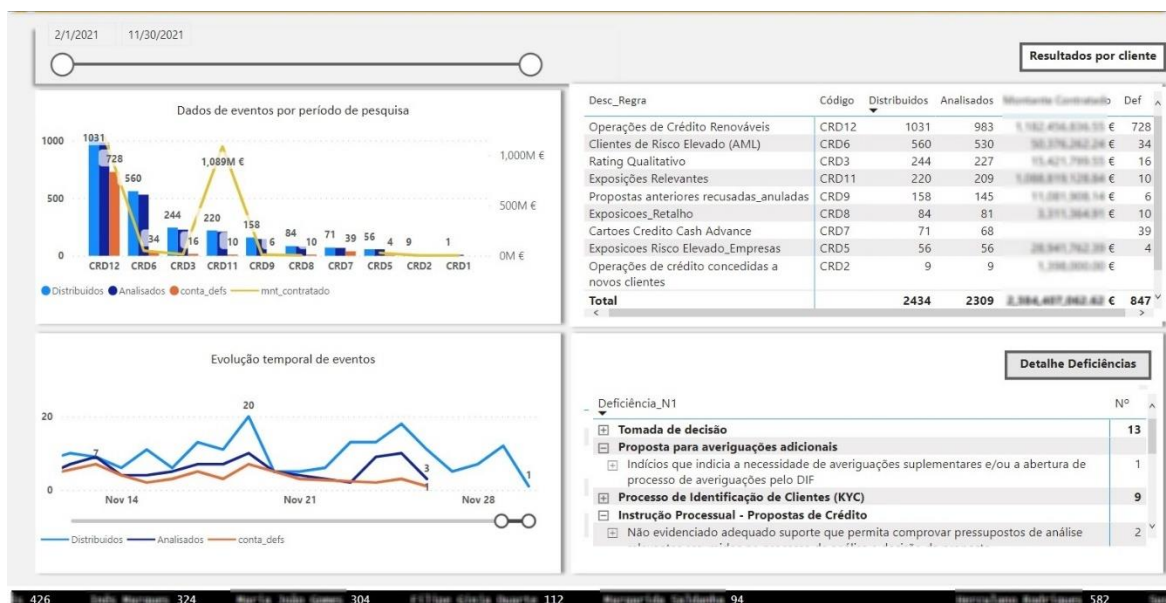 2/1/2021 11/30/2021
Resultados por cliente
Dados de eventos por período de pesquisa
1000
500
0
1,000M €
500M €
0M €
1031
728
560
34
244
16
1,089M €
220
10
158
6
84
10
71
39
56
4
9
1
CRD12 CRD6 CRD3 CRD11 CRD9 CRD8 CRD7 CRD5 CRD2 CRD1
Distribuidos Analisados conta_defs mnt_contratado
Desc_Regra Código Distribuidos Analisados Def
Operações de Crédito Renováveis CRD12 1031 983 € 728
Clientes de Risco Elevado (AML) CRD6 560 530 € 34
Rating Qualitativo CRD3 244 227 € 16
Exposições Relevantes CRD11 220 209 € 10
Propostas anteriores recusadas_anuladas CRD9 158 145 € 6
Exposicoes_Retalho CRD8 84 81 € 10
Cartoes Credito Cash Advance CRD7 71 68 39
Exposicoes Risco Elevado_Empresas CRD5 56 56 € 4
Operações de crédito concedidas a CRD2 9 9 €
novos clientes
Total 2434 2309 € 847
Evolução temporal de eventos
20
0
7
20
3
1
1
Nov 14 Nov 21 Nov 28
Distribuidos Analisados conta_defs
Detalhe Deficiências
Deficiência_N1 Nº
Tomada de decisão 13
Proposta para averiguações adicionais
Indícios que indicia a necessidade de averiguações suplementares e/ou a abertura de 1
processo de averiguações pelo DIF
Processo de Identificação de Clientes (KYC) 9
Instrução Processual - Propostas de Crédito
Não evidenciado adequado suporte que permita comprovar pressupostos de análise 2
426 324 304 112 94 582